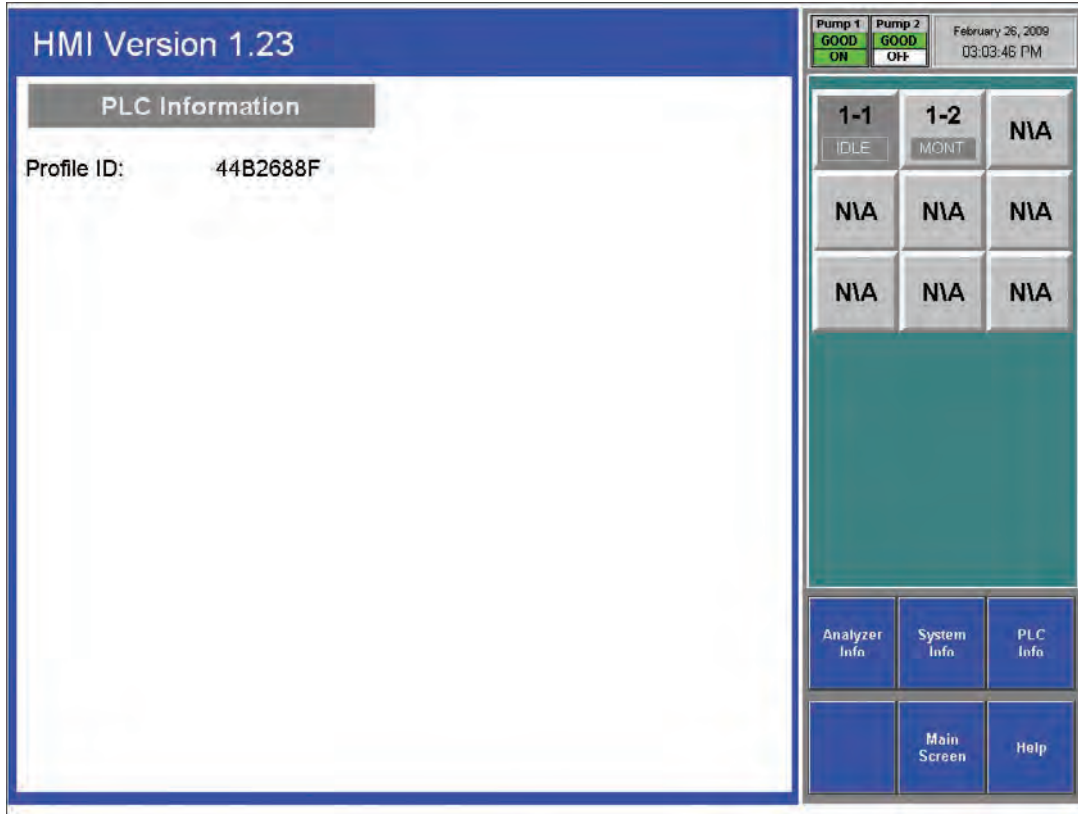 HMI Version 1.23
PLC Information
Profile ID: 44B2688F
Pump 1
GOOD
ON
Pump 2
GOOD
OFF
February 26, 2009
03:03:46 PM
1-1
IDLE
1-2
MONT
N\A
N\A
N\A
N\A
N\A
N\A
N\A
Analyzer
Info
System
Info
PLC
Info
Main
Screen
Help